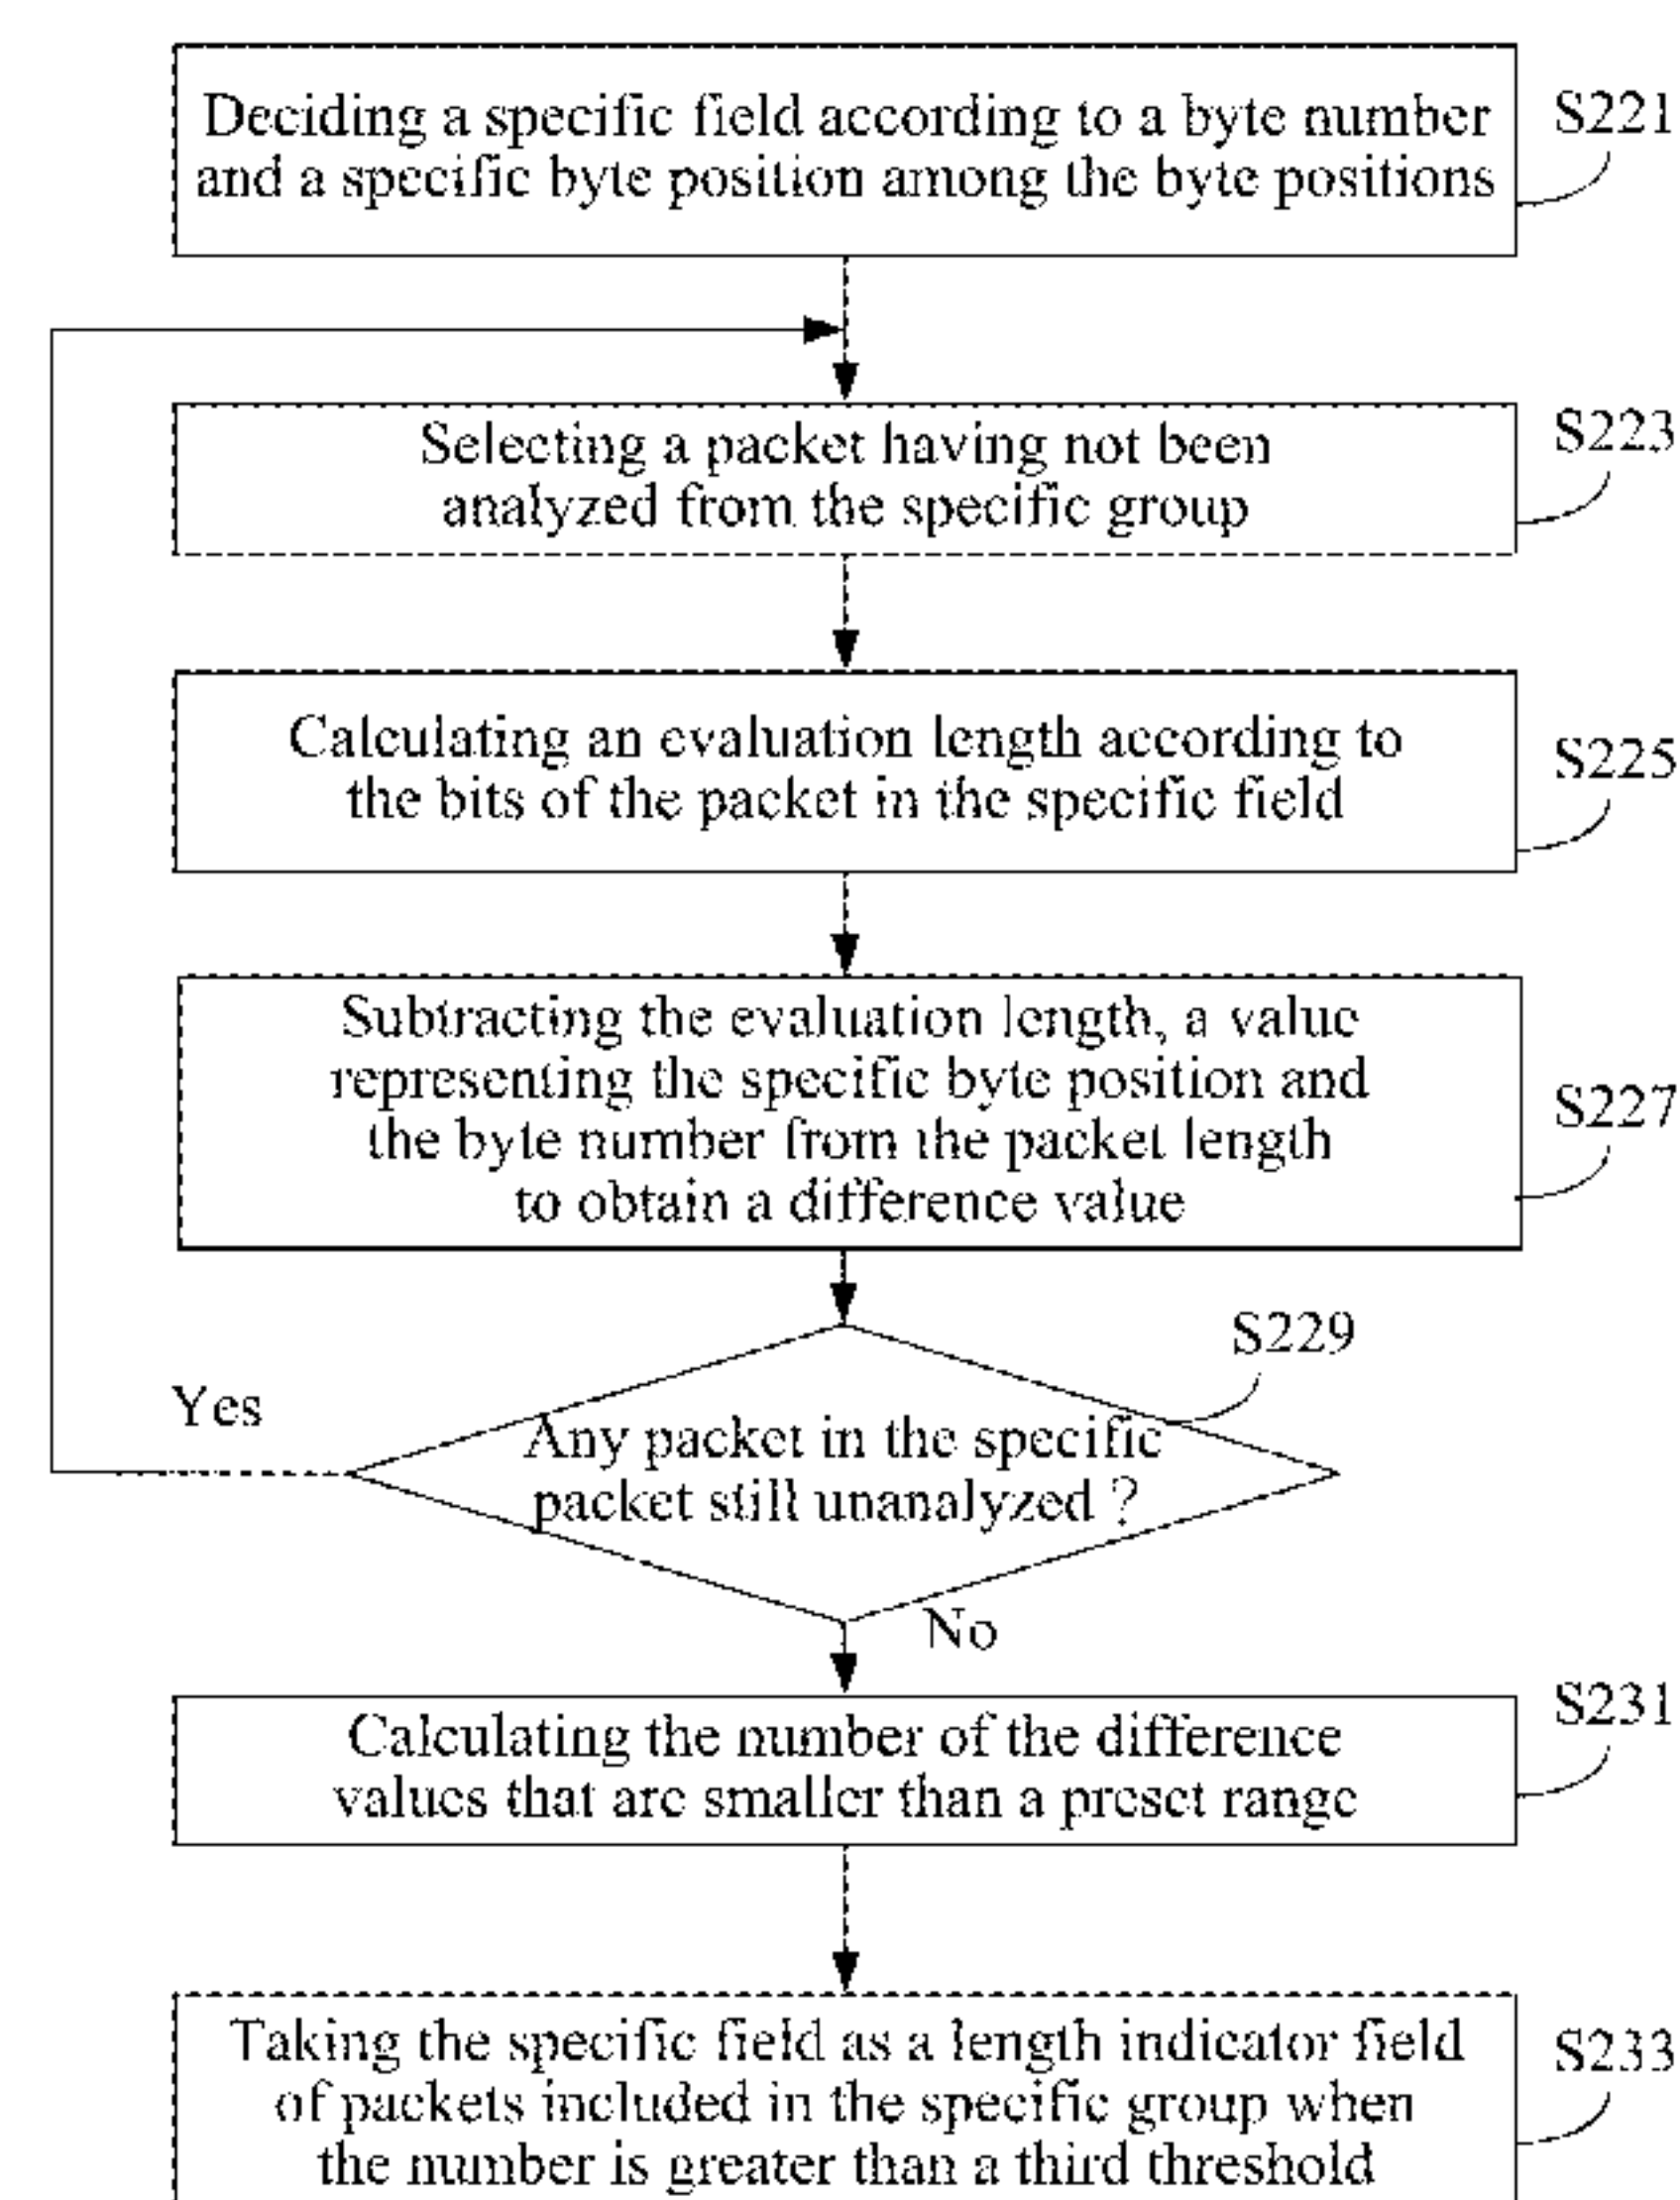 Deciding a specific field according to a byte number
and a specific byte position among the byte positions
S221
Selecting a packet having not been
analyzed from the specific group
S223
Calculating an evaluation length according to
the bits of the packet in the specific field
S225
Subtracting the evaluation length, a value
representing the specific byte position and
the byte number from the packet length
to obtain a difference value
S227
S229
Yes
Any packet in the specific
packet still unanalyzed ?
No
Calculating the number of the difference
values that are smaller than a preset range
S231
Taking the specific field as a length indicator field
of packets included in the specific group when
the number is greater than a third threshold
S233